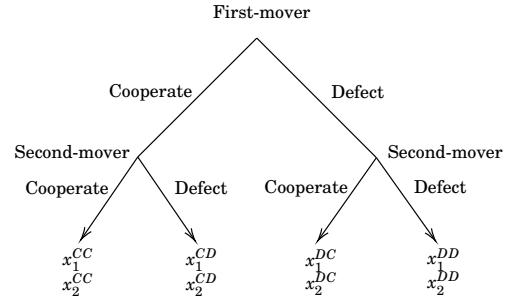 First-mover
Cooperate Defect
Second-mover Second-mover
Cooperate Defect Cooperate Defect
x_1^{CC} x_1^{CD} x_1^{DC} x_1^{DD}
x_2^{CC} x_2^{CD} x_2^{DC} x_2^{DD}